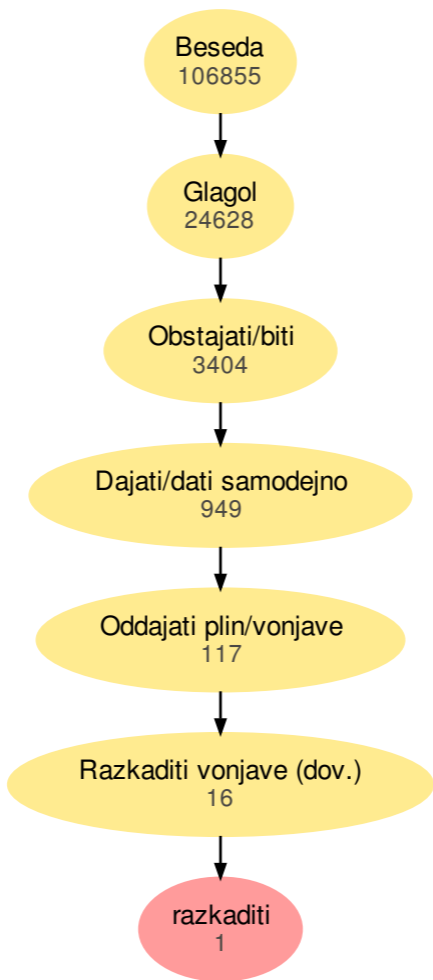 Beseda
106855
Glagol
24628
Obstajati/biti
3404
Dajati/dati samodejno
949
Oddajati plin/vonjave
117
Razkaditi vonjave (dov.)
16
razkaditi
1